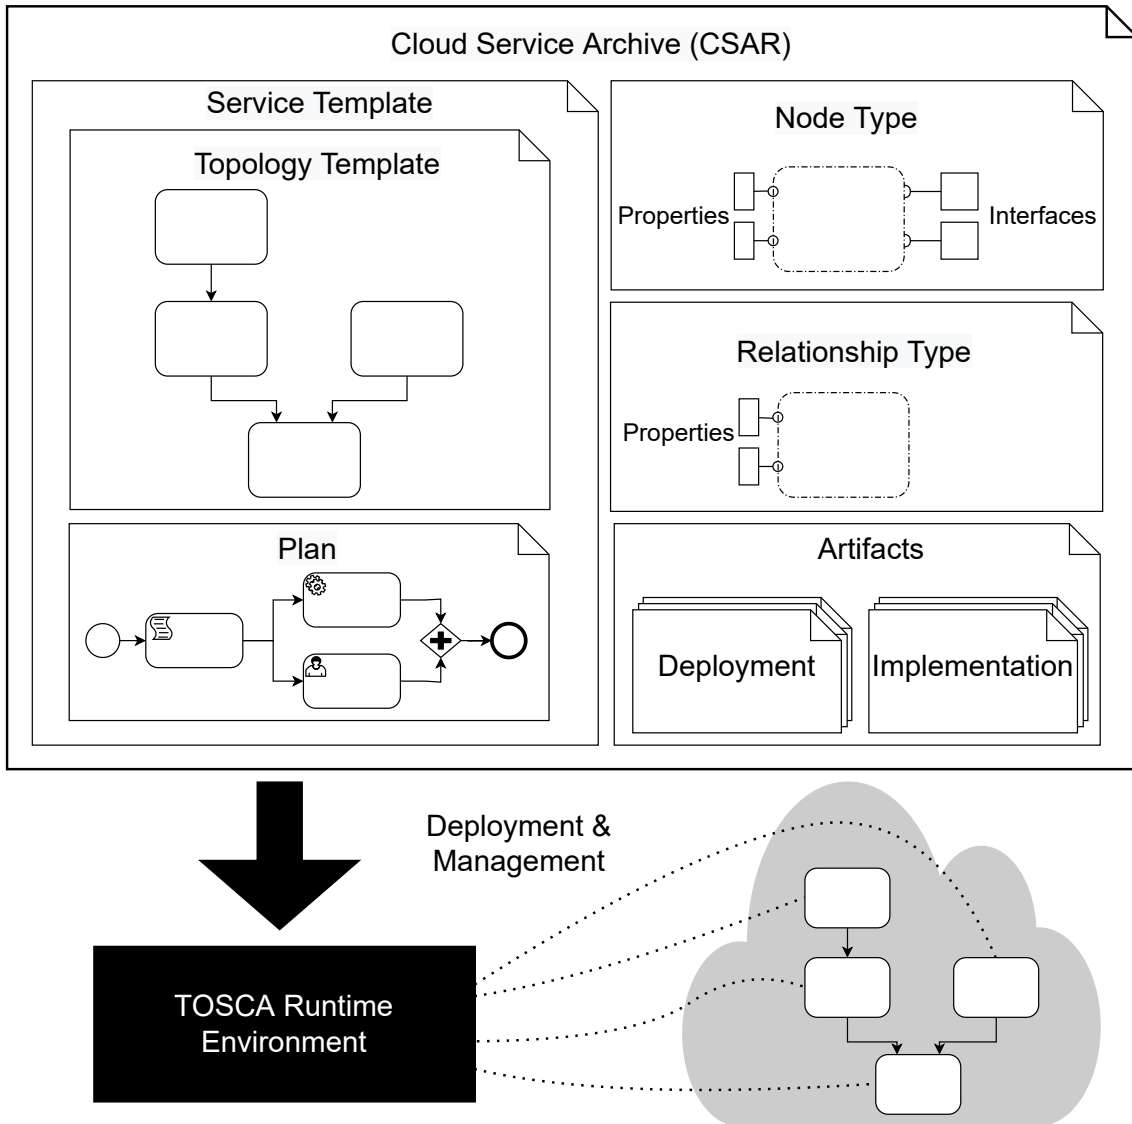 Cloud Service Archive (CSAR)
Service Template
Topology Template
Plan
Node Type
Properties
Interfaces
Relationship Type
Properties
Artifacts
Deployment
Implementation
Deployment &
Management
TOSCA Runtime
Environment